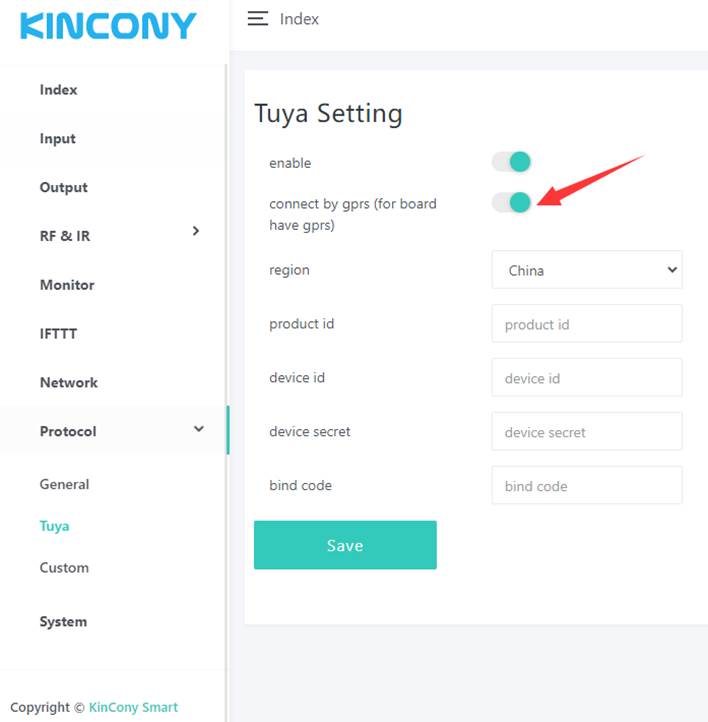 KINCONY
Index
Index
Input
Output
RF & IR
Monitor
IFTTT
Network
Protocol
General
Tuya
Custom
System
Copyright © KinCony Smart
Tuya Setting
enable
connect by gprs (for board
have gprs)
region
China
product id
product id
device id
device id
device secret
device secret
bind code
bind code
Save